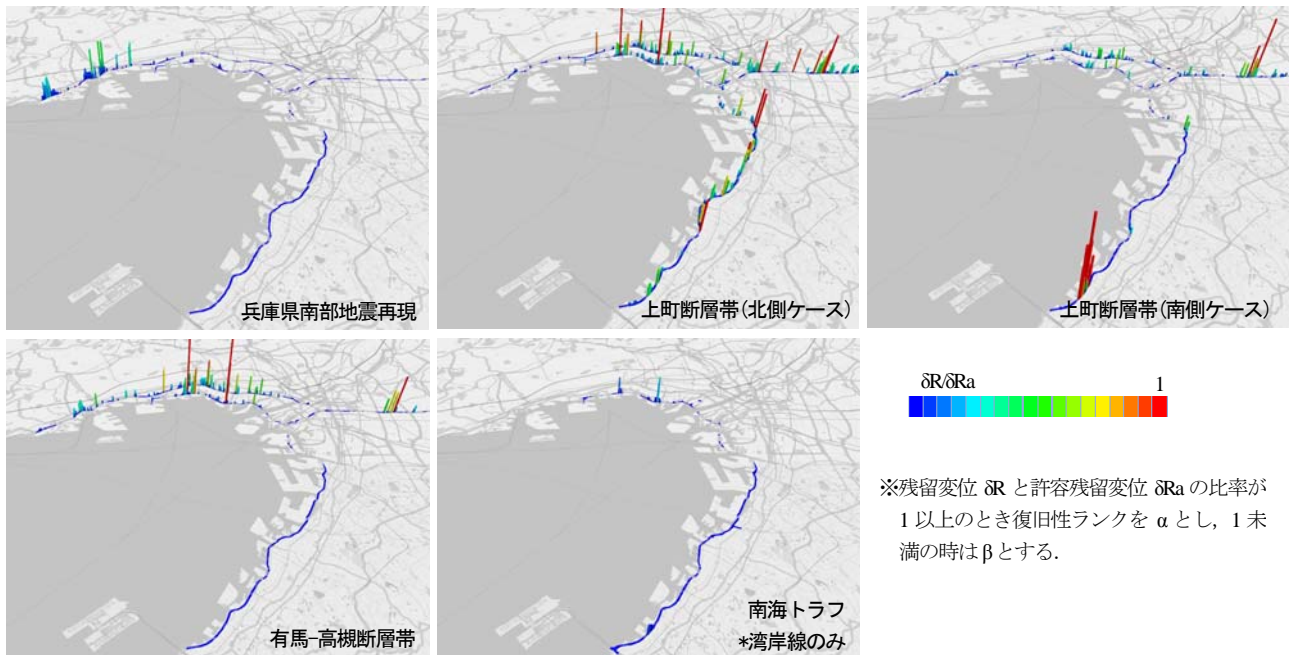 兵庫県南部地震再現
上町断層帯(北側ケース)
上町断層帯(南側ケース)
有馬-高槻断層帯
南海トラフ
*湾岸線のみ
δR/δRa 1
※残留変位 δR と許容残留変位 δRa の比率が
1 以上のとき復旧性ランクを α とし，1 未
満の時は β とする．